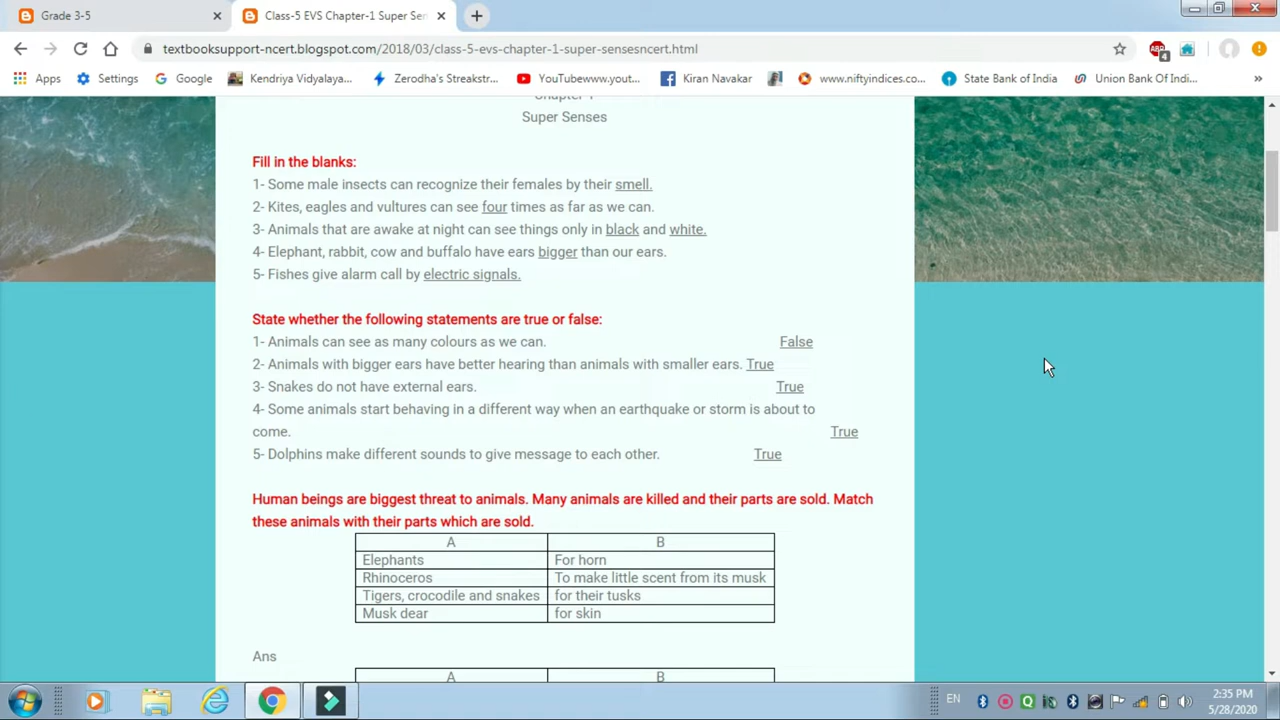 Grade 3-5
Class-5 EVS Chapter-1 Super Sen
textbooksupport-ncert.blogspot.com/2018/03/class-5-evs-chapter-1-super-sensesncert.html
ABP
4
Apps
Settings
Google
Kendriya Vidyalaya...
Zerodha's Streakstr...
YouTubewww.yout...
Kiran Navakar
www.niftyindices.co...
State Bank of India
Union Bank Of Indi...
Chapter-1
Super Senses
Fill in the blanks:
1- Some male insects can recognize their females by their smell.
2- Kites, eagles and vultures can see four times as far as we can.
3- Animals that are awake at night can see things only in black and white.
4- Elephant, rabbit, cow and buffalo have ears bigger than our ears.
5- Fishes give alarm call by electric signals.
State whether the following statements are true or false:
1- Animals can see as many colours as we can. False
2- Animals with bigger ears have better hearing than animals with smaller ears. True
3- Snakes do not have external ears. True
4- Some animals start behaving in a different way when an earthquake or storm is about to
come. True
5- Dolphins make different sounds to give message to each other. True
Human beings are biggest threat to animals. Many animals are killed and their parts are sold. Match
these animals with their parts which are sold.
A B
Elephants For horn
Rhinoceros To make little scent from its musk
Tigers, crocodile and snakes for their tusks
Musk dear for skin
Ans
A B
EN
2:35 PM
5/28/2020